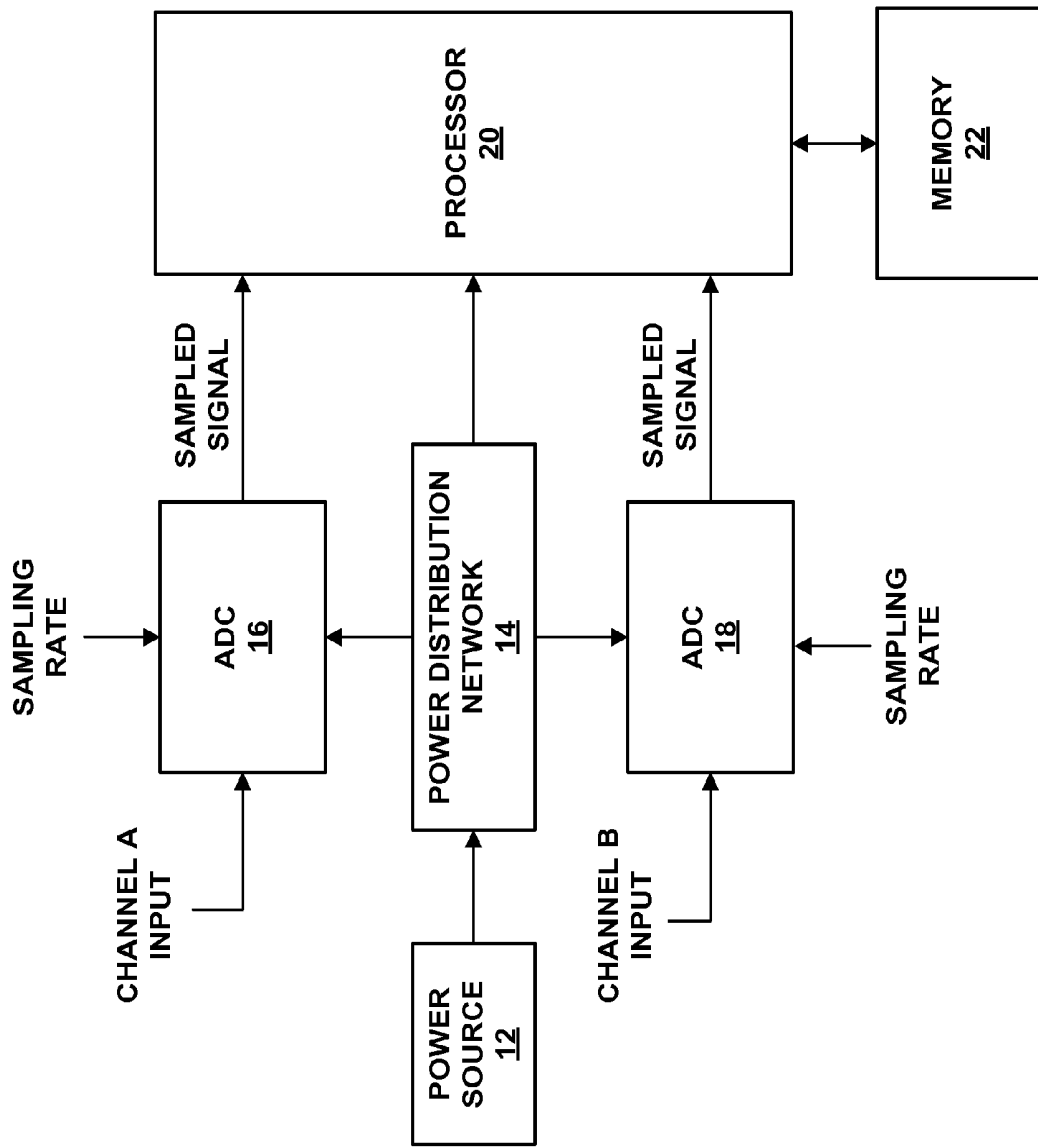 SAMPLING
RATE
CHANNEL A
INPUT
ADC
16
SAMPLED
SIGNAL
POWER
SOURCE
12
POWER DISTRIBUTION
NETWORK
14
PROCESSOR
20
CHANNEL B
INPUT
ADC
18
SAMPLED
SIGNAL
SAMPLING
RATE
MEMORY
22